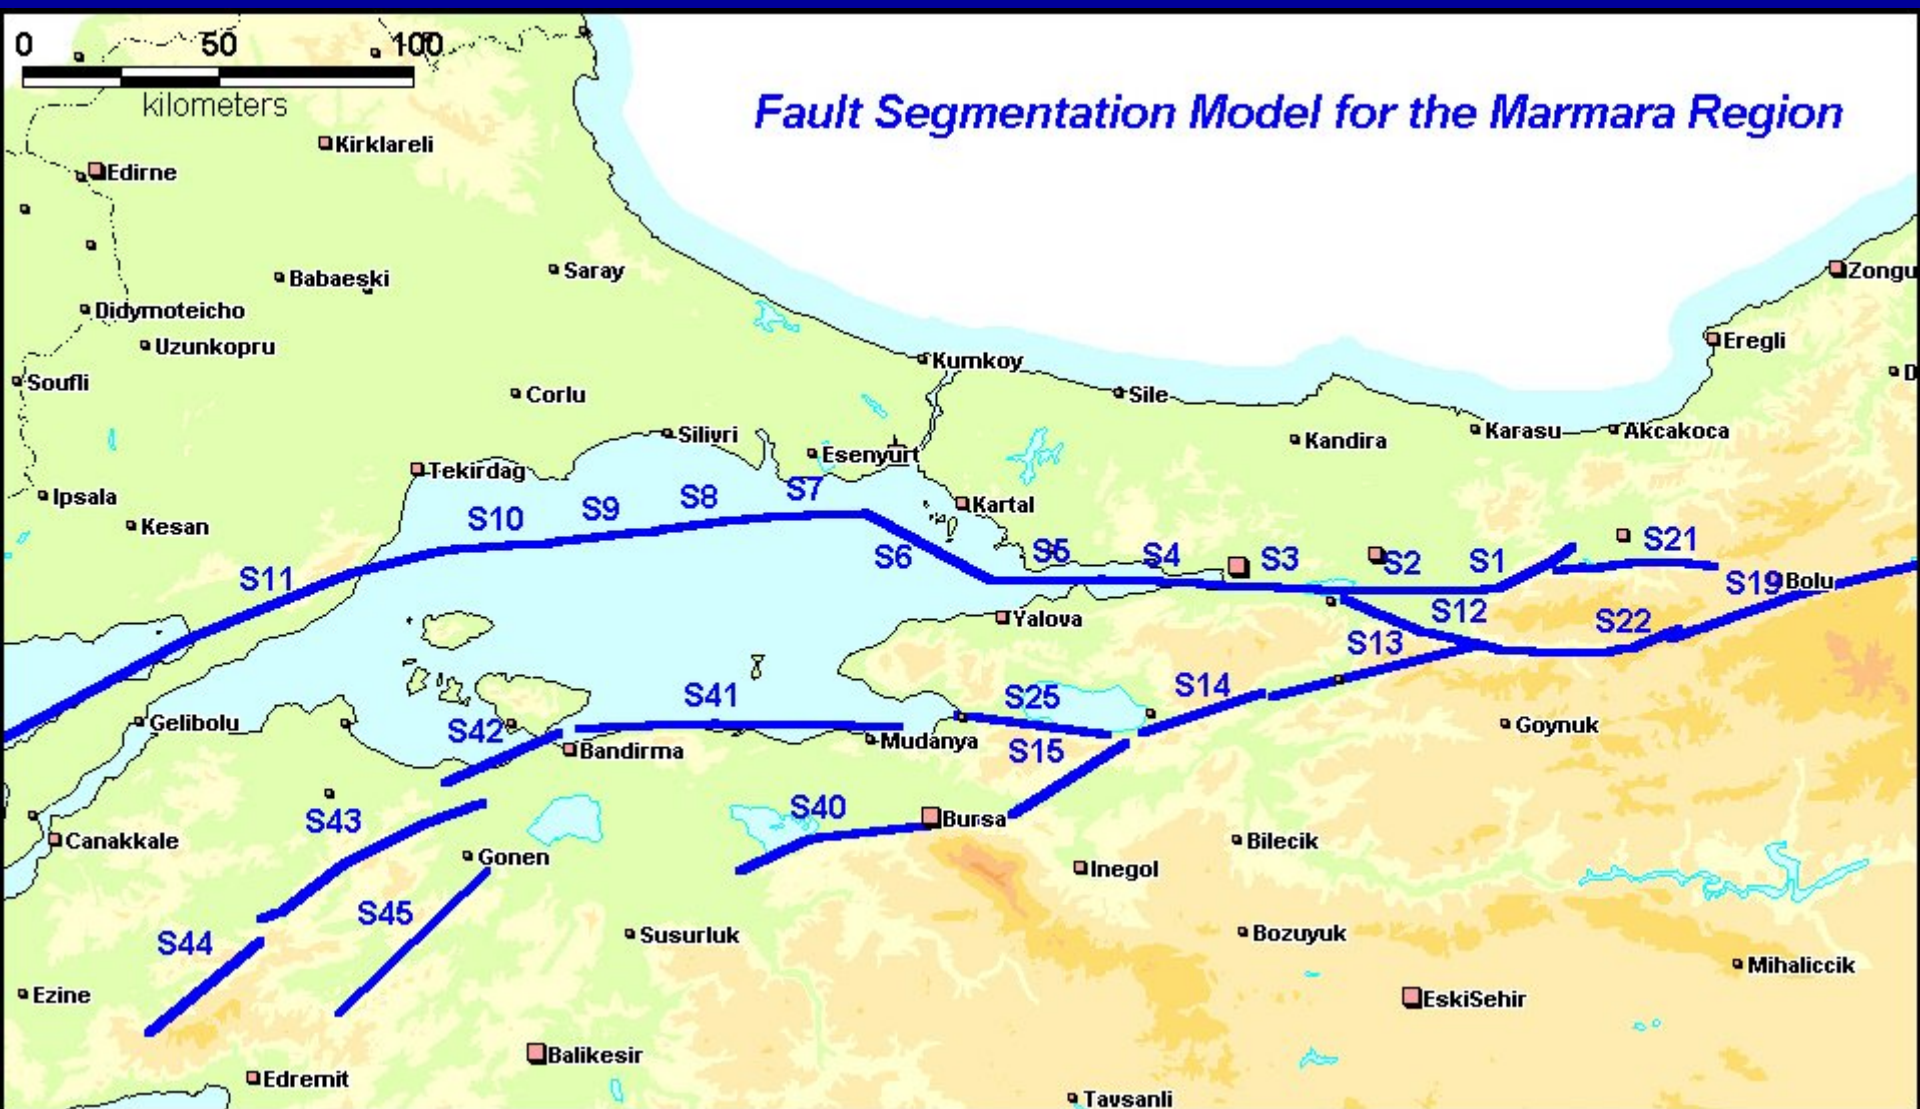 0 50 100
kilometers
Fault Segmentation Model for the Marmara Region
Kirklareli
Edirne
Zongu
Babaeski
Saray
Didymoteicho
Uzunkopru
Eregli
Kumkoy
Soufli
D
Corlu
Sile
Silivri
Kandira
Karasu
Akcakoca
Esenyurt
Tekirdag
S7
Ipsala
S8
Kartal
S9
S10
Kesan
S21
S5
S4
S3
S2
S1
S6
S11
S19
Bolu
S12
Yalova
S22
S13
S14
S41
S25
Gelibolu
Goynuk
S42
Mudanya
Bandirma
S15
S40
S43
Bursa
Canakkale
Bilecik
Gonen
Inegol
S45
Bozuyuk
Susurluk
S44
Mihaliccik
Ezine
EskiSehir
Balikesir
Edremit
Tavsanli